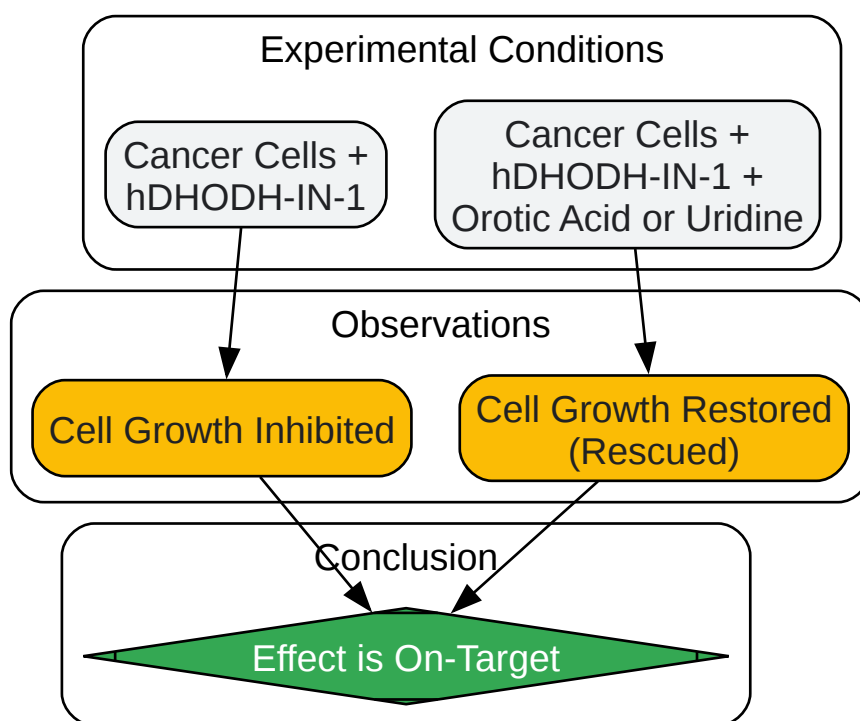 Experimental Conditions
Cancer Cells +
hDHODH-IN-1
Cancer Cells +
hDHODH-IN-1 +
Orotic Acid or Uridine
Observations
Cell Growth Inhibited
Cell Growth Restored
(Rescued)
Conclusion
Effect is On-Target